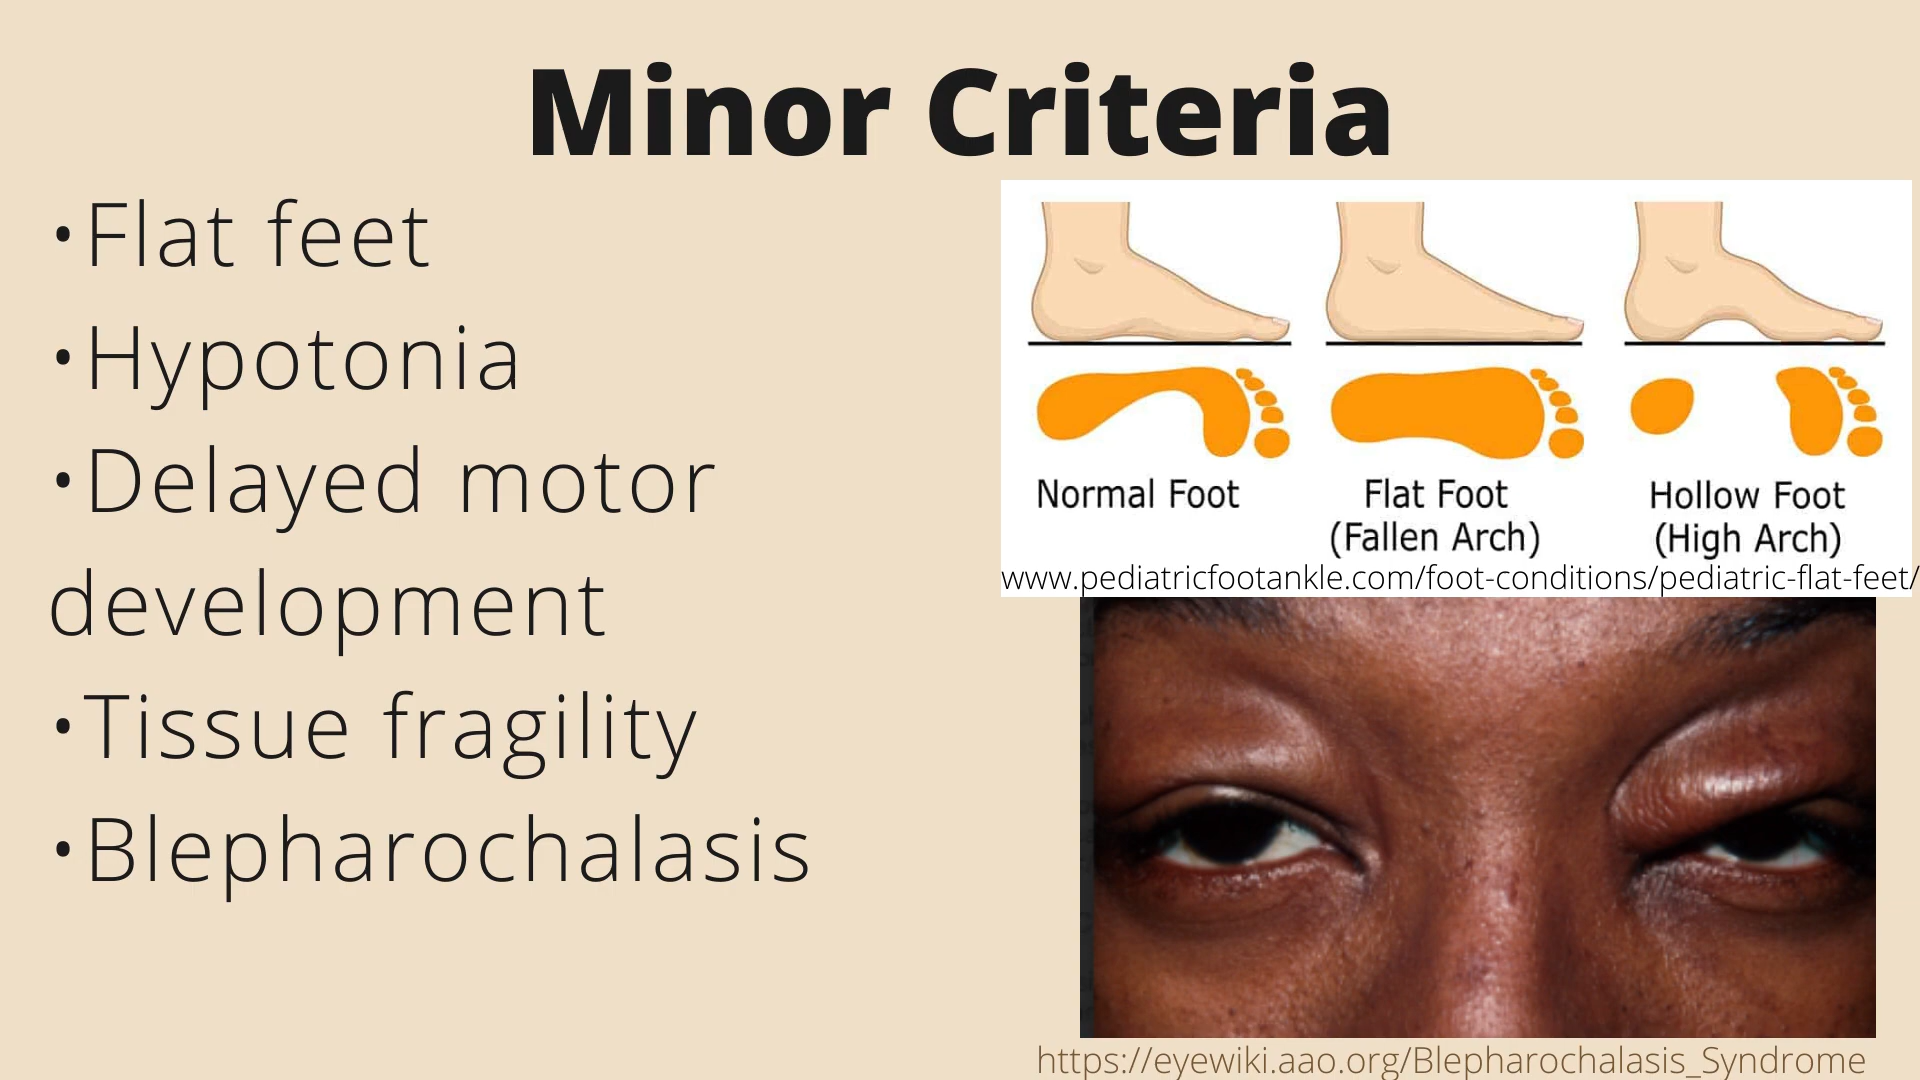 Minor Criteria
•Flat feet
•Hypotonia
•Delayed motor
development
•Tissue fragility
•Blepharochalasis
Normal Foot
Flat Foot
(Fallen Arch)
Hollow Foot
(High Arch)
www.pediatricfootankle.com/foot-conditions/pediatric-flat-feet/
https://eyewiki.aao.org/Blepharochalasis_Syndrome